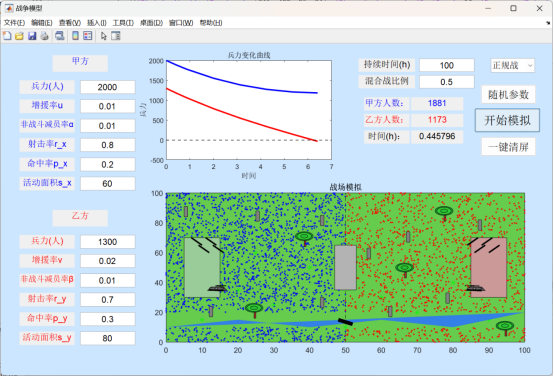 战争模型
文件(F) 编辑(E) 查看(V) 插入(I) 工具(T) 桌面(D) 窗口(W) 帮助(H)
甲方
兵力(人) 2000
增援率u 0.01
非战斗减员率α 0.01
射击率r_x 0.8
命中率p_x 0.2
活动面积s_x 60
乙方
兵力(人) 1300
增援率v 0.02
非战斗减员率β 0.01
射击率r_y 0.7
命中率p_y 0.3
活动面积s_y 80
兵力变化曲线
兵力
2000
1500
1000
500
0
-500
0 1 2 3 4 5 6 7
时间
持续时间(h) 100
混合战比例 0.5
甲方人数: 1881
乙方人数: 1173
时间(h): 0.445796
正规战
随机参数
开始模拟
一键清屏
战场模拟
100
80
60
40
20
0
0 10 20 30 40 50 60 70 80 90 100